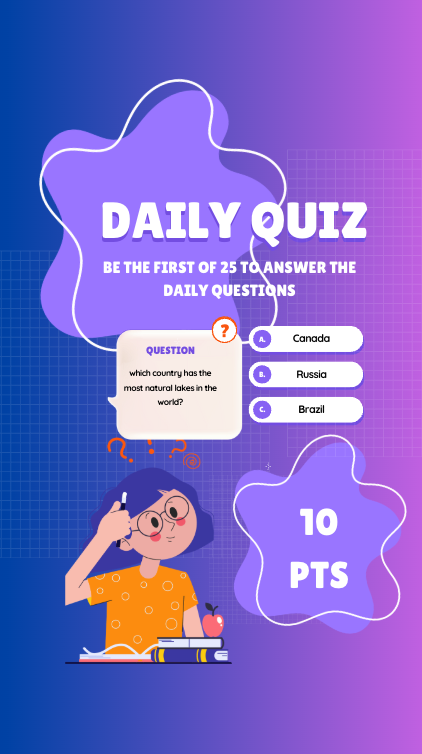 DAILY QUIZ
BE THE FIRST OF 25 TO ANSWER THE
DAILY QUESTIONS
?
QUESTION
which country has the
most natural lakes in the
world?
A. Canada
B. Russia
C. Brazil
? ? ?
10
PTS